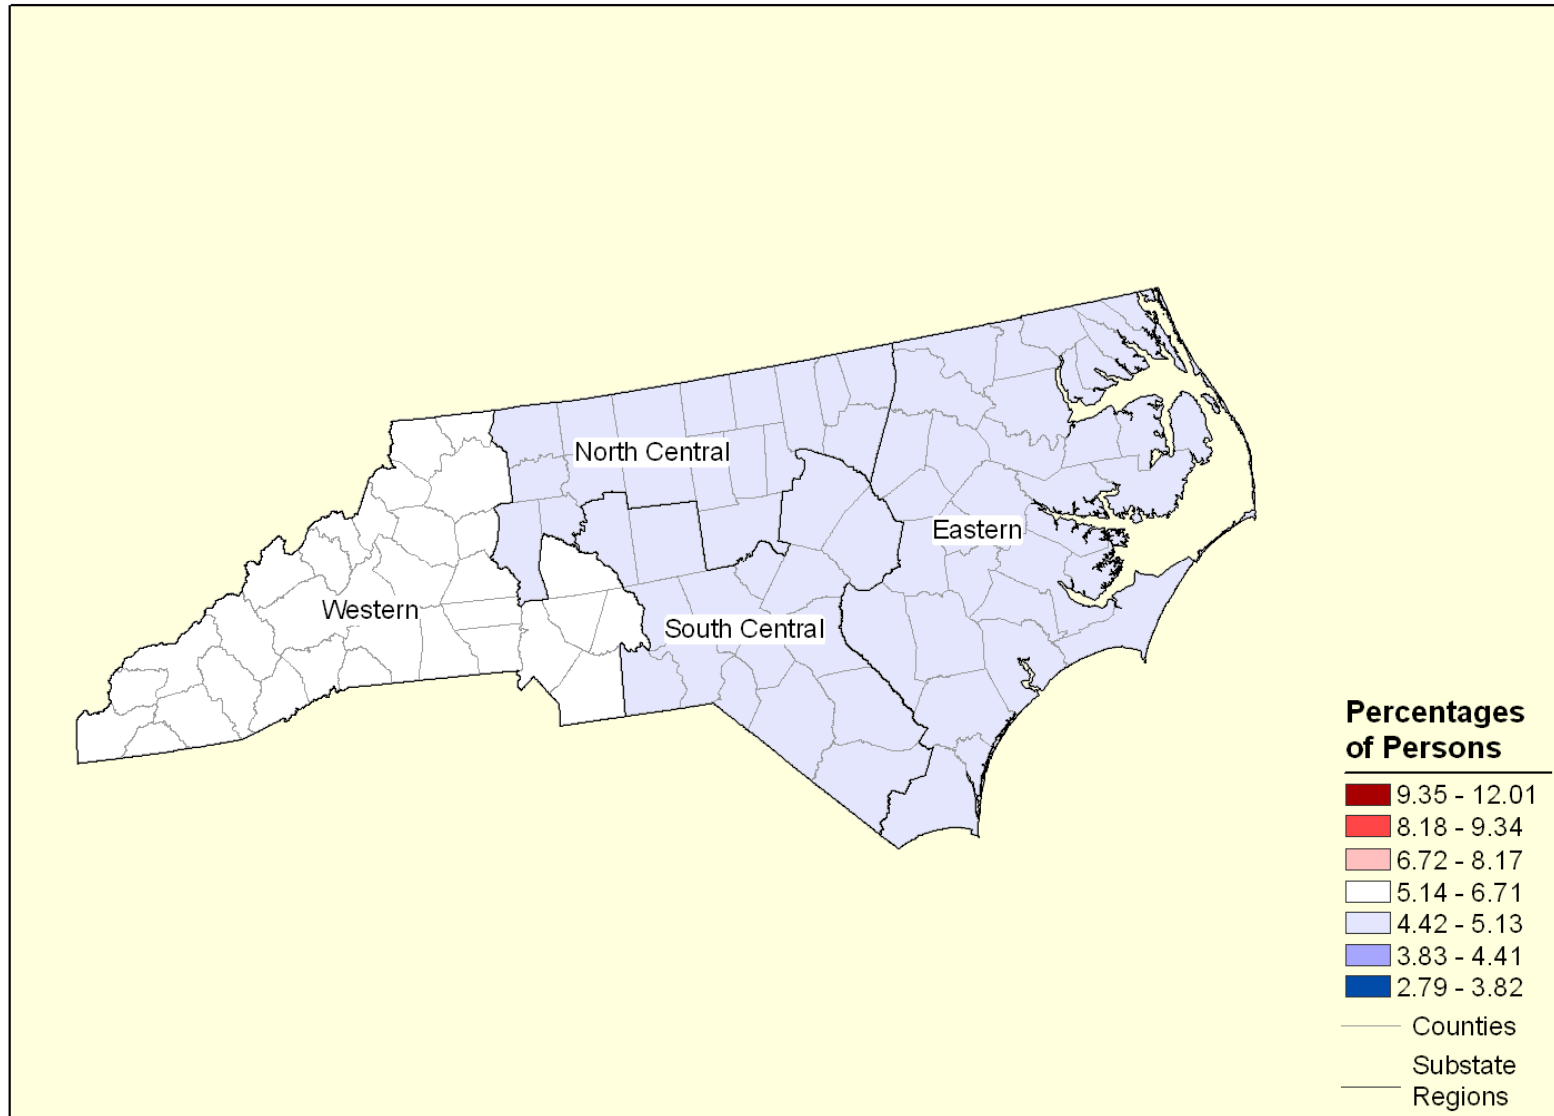 North Central
Eastern
Western
South Central
Percentages
of Persons
9.35 - 12.01
8.18 - 9.34
6.72 - 8.17
5.14 - 6.71
4.42 - 5.13
3.83 - 4.41
2.79 - 3.82
Counties
Substate
Regions